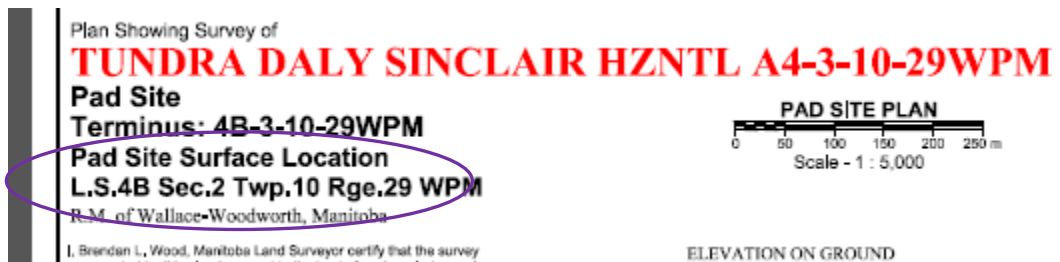 Plan Showing Survey of
TUNDRA DALY SINCLAIR HZNTL A4-3-10-29WPM
Pad Site
Terminus: 4B-3-10-29WPM
Pad Site Surface Location
L.S.4B Sec.2 Twp.10 Rge.29 WPM
R.M. of Wallace-Woodworth, Manitoba
I, Brendan L. Wood, Manitoba Land Surveyor certify that the survey
PAD SITE PLAN
0 50 100 150 200 250 m
Scale - 1 : 5,000
ELEVATION ON GROUND